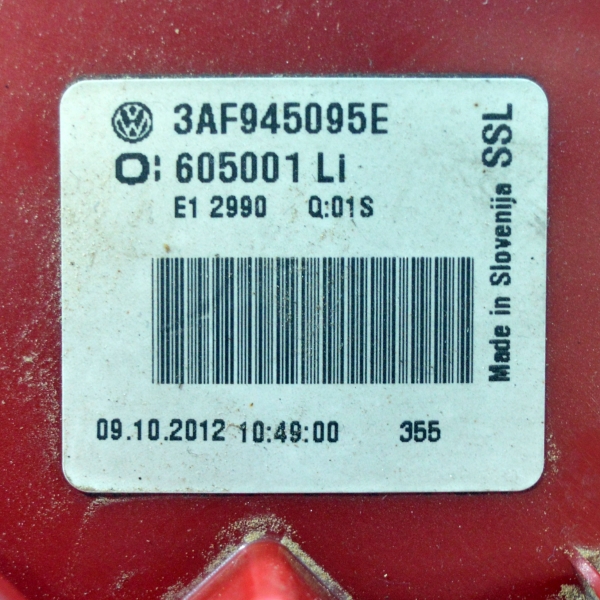 3AF945095E
O: 605001 Li
E1 2990 Q:01S
09.10.2012 10:49:00 355
Made in Slovenija SSL